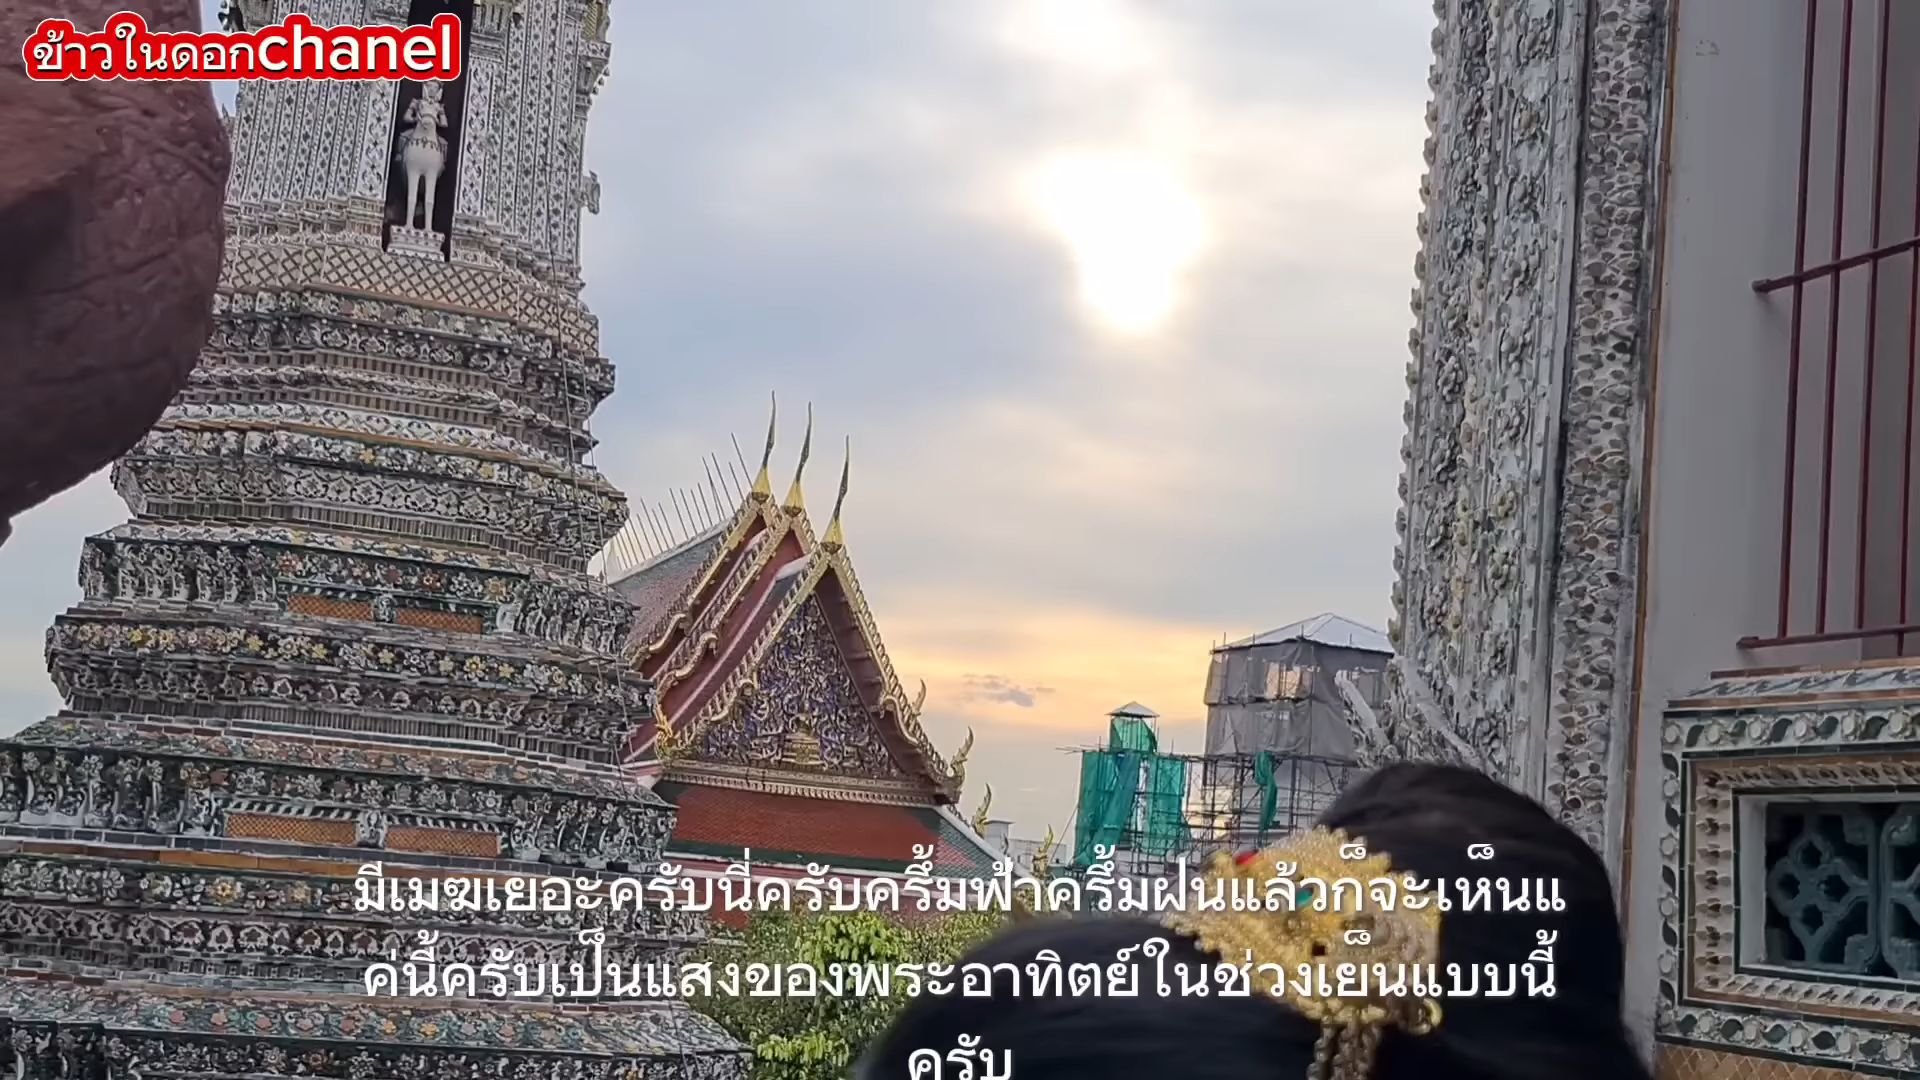 ข้าวในดอกchanel
มีเมฆเยอะครับนี่ครับครึ้มฟ้าครึ้มฝนแล้วก็จะเห็นแ
ค่นี้ครับเป็นแสงของพระอาทิตย์ในช่วงเย็นแบบนี้
ครับ